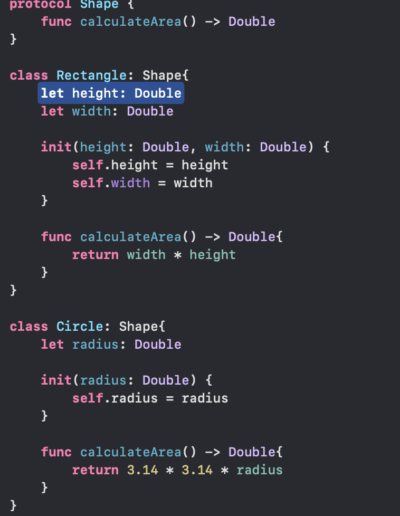 protocol Shape {
    func calculateArea() -> Double
}

class Rectangle: Shape{
    let height: Double
    let width: Double

    init(height: Double, width: Double) {
        self.height = height
        self.width = width
    }

    func calculateArea() -> Double{
        return width * height
    }
}

class Circle: Shape{
    let radius: Double

    init(radius: Double) {
        self.radius = radius
    }

    func calculateArea() -> Double{
        return 3.14 * 3.14 * radius
    }
}